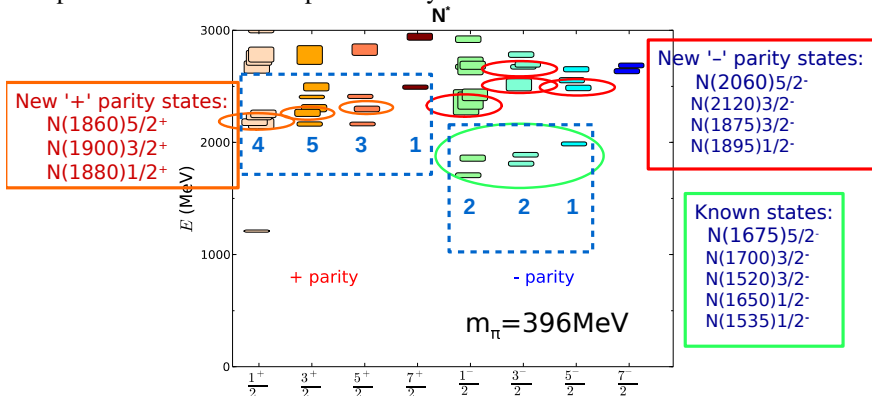 N*
3000
2000
1000
0
E (MeV)
New '+' parity states:
N(1860)5/2+
N(1900)3/2+
N(1880)1/2+
4 5 3 1
2 2 1
+ parity
- parity
mπ=396MeV
1+/2 3+/2 5+/2 7+/2 1-/2 3-/2 5-/2 7-/2
New '–' parity states:
N(2060)5/2-
N(2120)3/2-
N(1875)3/2-
N(1895)1/2-
Known states:
N(1675)5/2-
N(1700)3/2-
N(1520)3/2-
N(1650)1/2-
N(1535)1/2-